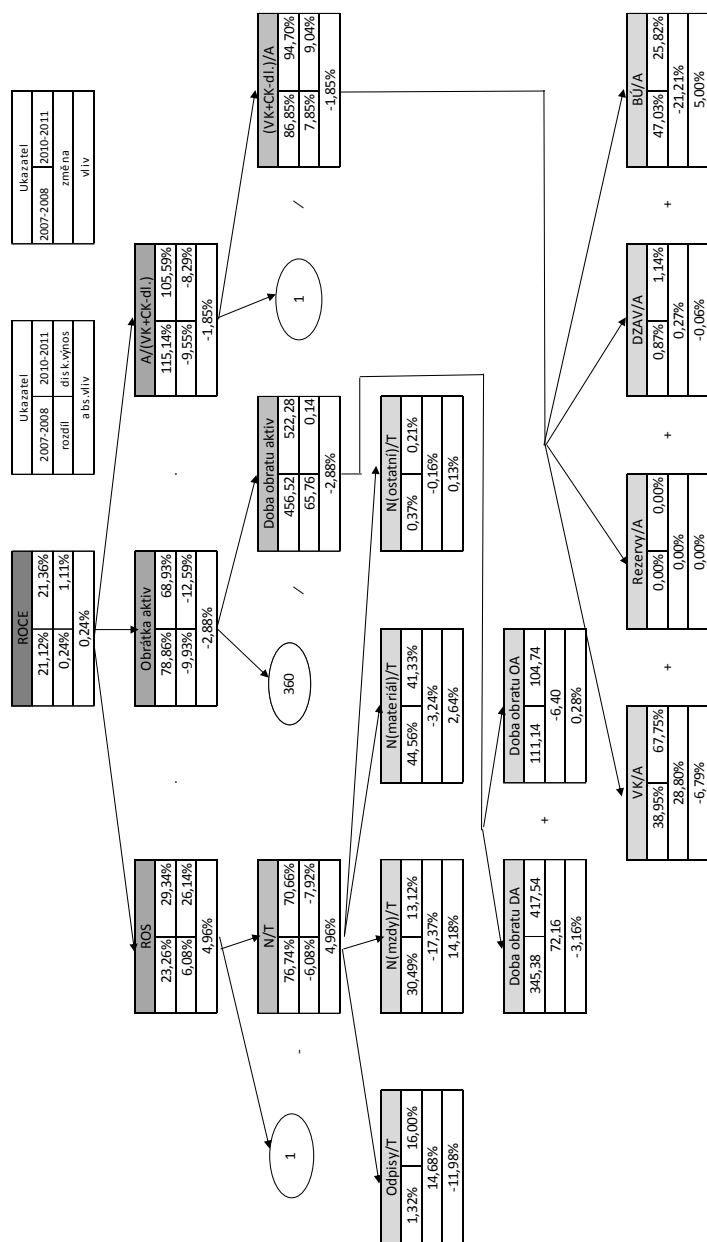 Ukazatel
2007-2008 2010-2011
rozdíl disk.výnos
abs.vliv
Ukazatel
2007-2008 2010-2011
změna
vliv
ROCE
21,12% 21,36%
0,24% 1,11%
0,24%
ROS
23,26% 29,34%
6,08% 26,14%
4,96%
.
Obrátka aktiv
78,86% 68,93%
-9,93% -12,59%
-2,88%
.
A/(VK+CK-dl.)
115,14% 105,59%
-9,55% -8,29%
-1,85%
1
-
N/T
76,74% 70,66%
-6,08% -7,92%
4,96%
360
/
Doba obratu aktiv
456,52 522,28
65,76 0,14
-2,88%
1
/
(VK+CK-dl.)/A
86,85% 94,70%
7,85% 9,04%
-1,85%
Odpisy/T
1,32% 16,00%
14,68%
-11,98%
N(mzdy)/T
30,49% 13,12%
-17,37%
14,18%
N(materiál)/T
44,56% 41,33%
-3,24%
2,64%
N(ostatní)/T
0,37% 0,21%
-0,16%
0,13%
Doba obratu DA
345,38 417,54
72,16
-3,16%
+
Doba obratu OA
111,14 104,74
-6,40
0,28%
VK/A
38,95% 67,75%
28,80%
-6,79%
+
Rezervy/A
0,00% 0,00%
0,00%
0,00%
+
DZAV/A
0,87% 1,14%
0,27%
-0,06%
+
BÚ/A
47,03% 25,82%
-21,21%
5,00%